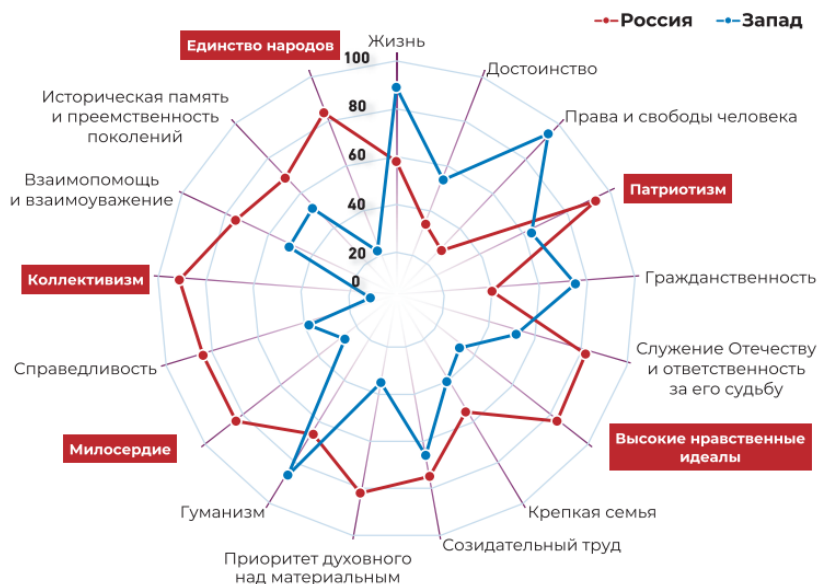 Россия
Запад
Единство народов
Жизнь
100
80
60
40
20
0
Достоинство
Права и свободы человека
Патриотизм
Гражданственность
Служение Отечеству
и ответственность
за его судьбу
Высокие нравственные
идеалы
Крепкая семья
Созидательный труд
Приоритет духовного
над материальным
Гуманизм
Милосердие
Справедливость
Коллективизм
Взаимопомощь
и взаимоуважение
Историческая память
и преемственность
поколений